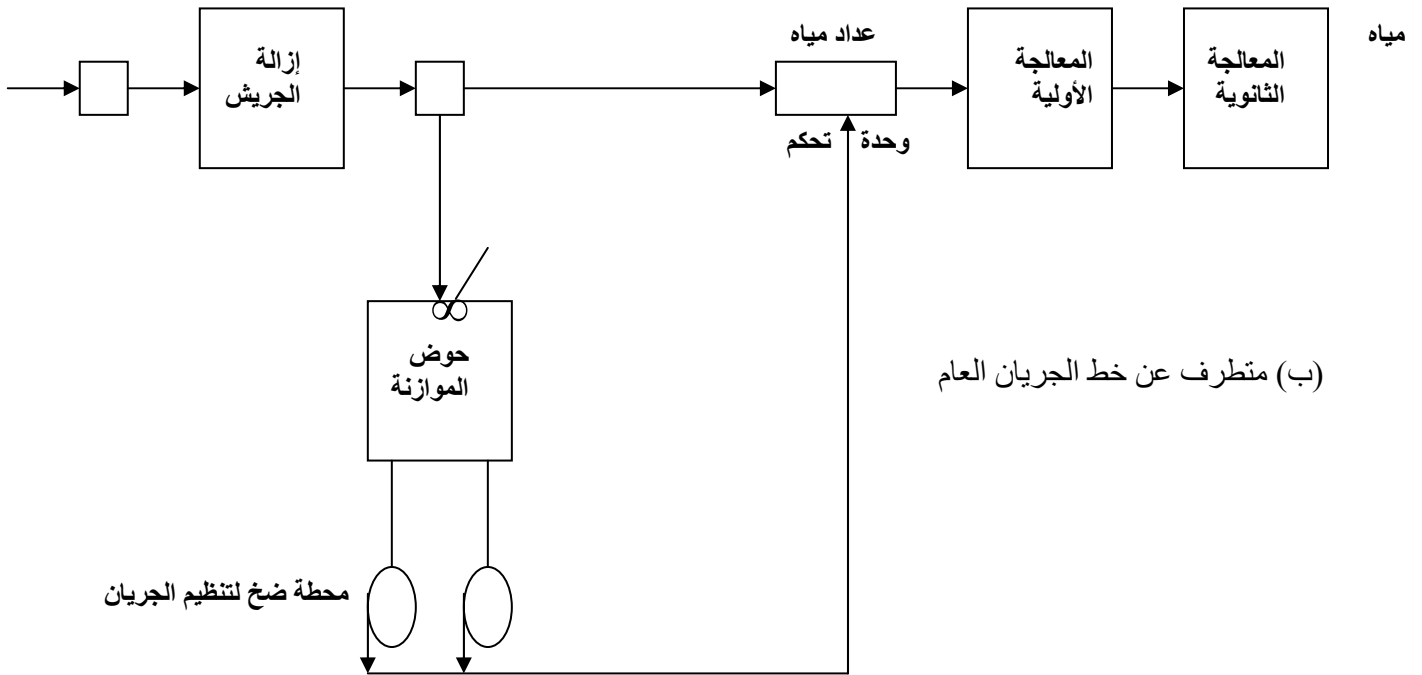 عداد مياه
مياه
إزالة
الجريش
المعالجة
الأولية
المعالجة
الثانوية
وحدة تحكم
حوض
الموازنة
(ب) متطرف عن خط الجريان العام
محطة ضخ لتنظيم الجريان